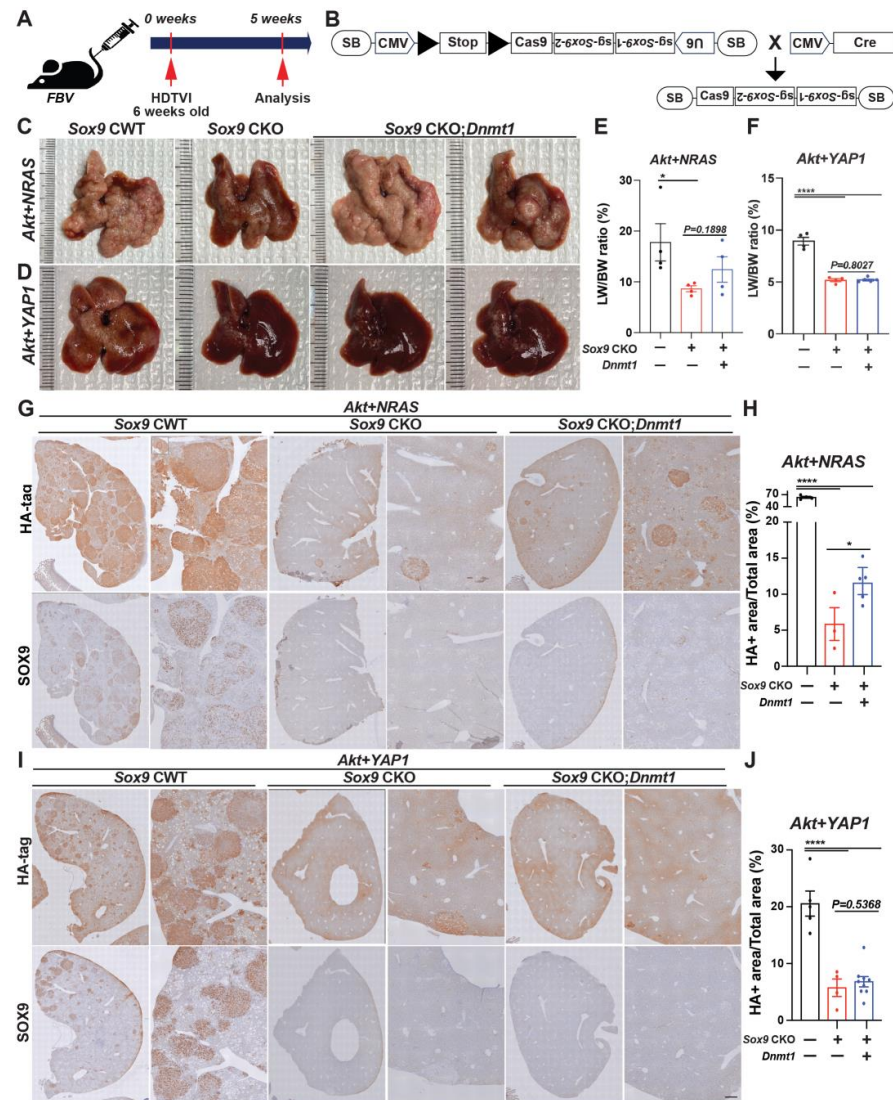 A
0 weeks 5 weeks
FBV
HDTVI
6 weeks old
Analysis
B
SB CMV Stop Cas9 sg-Sox9-2 sg-Sox9-1 U6 SB X CMV Cre
SB Cas9 sg-Sox9-2 sg-Sox9-1 SB
C
Sox9 CWT Sox9 CKO Sox9 CKO;Dnmt1
Akt+NRAS
D
Akt+YAP1
E
Akt+NRAS
LW/BW ratio (%)
30
20
10
0
*
P=0.1898
Sox9 CKO — + +
Dnmt1 +
F
Akt+YAP1
LW/BW ratio (%)
15
10
5
0
****
P=0.8027
— + +
+
G
Akt+NRAS
Sox9 CWT Sox9 CKO Sox9 CKO;Dnmt1
HA-tag
SOX9
H
Akt+NRAS
HA+ area/Total area (%)
70
40
20
15
10
5
0
****
*
Sox9 CKO — + +
Dnmt1 — +
I
Akt+YAP1
Sox9 CWT Sox9 CKO Sox9 CKO;Dnmt1
HA-tag
SOX9
J
Akt+YAP1
HA+ area/Total area (%)
30
20
10
0
****
P=0.5368
Sox9 CKO — + +
Dnmt1 — +